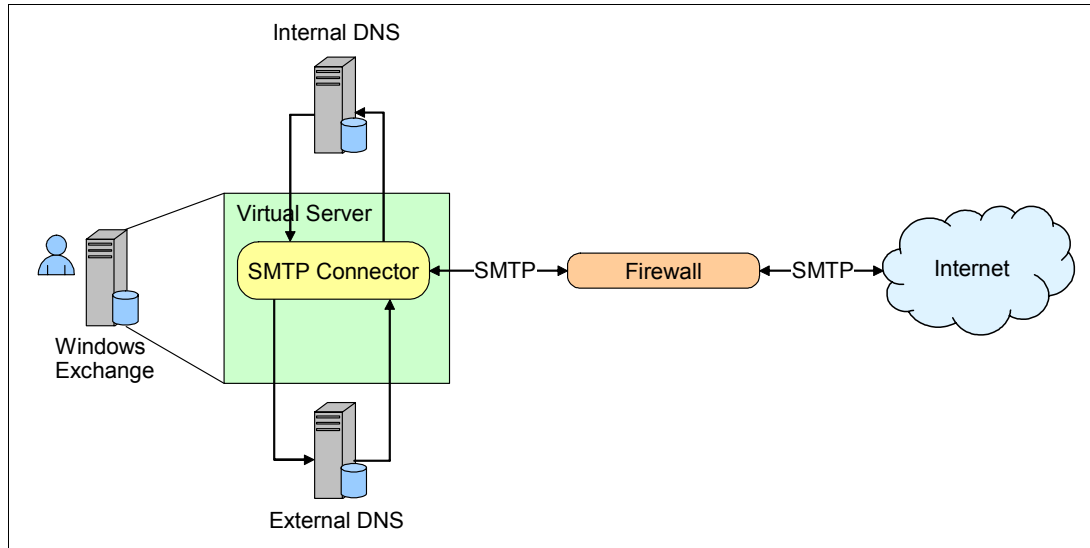 Internal DNS
Virtual Server
SMTP Connector
SMTP
Firewall
SMTP
Internet
Windows
Exchange
External DNS